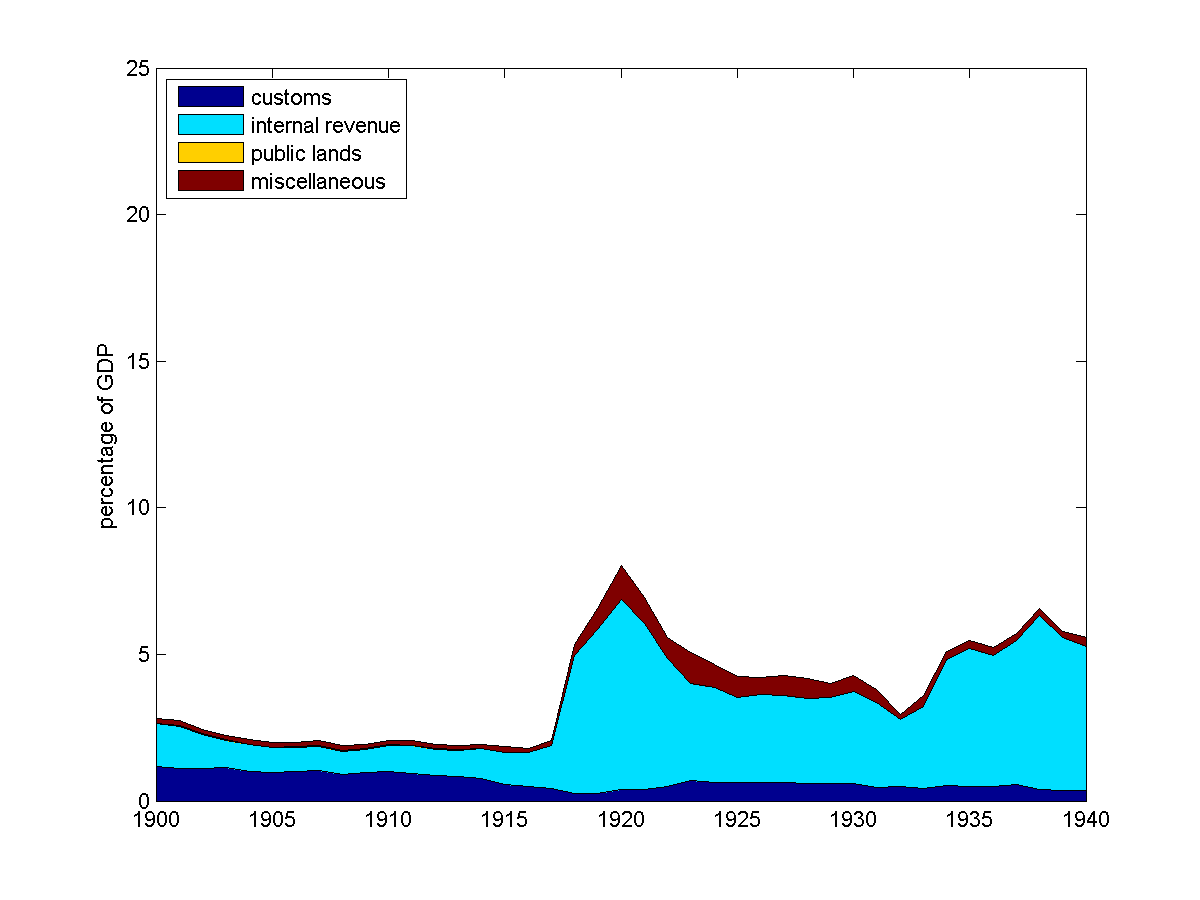 25
20
15
10
5
0
percentage of GDP
customs
internal revenue
public lands
miscellaneous
1900 1905 1910 1915 1920 1925 1930 1935 1940